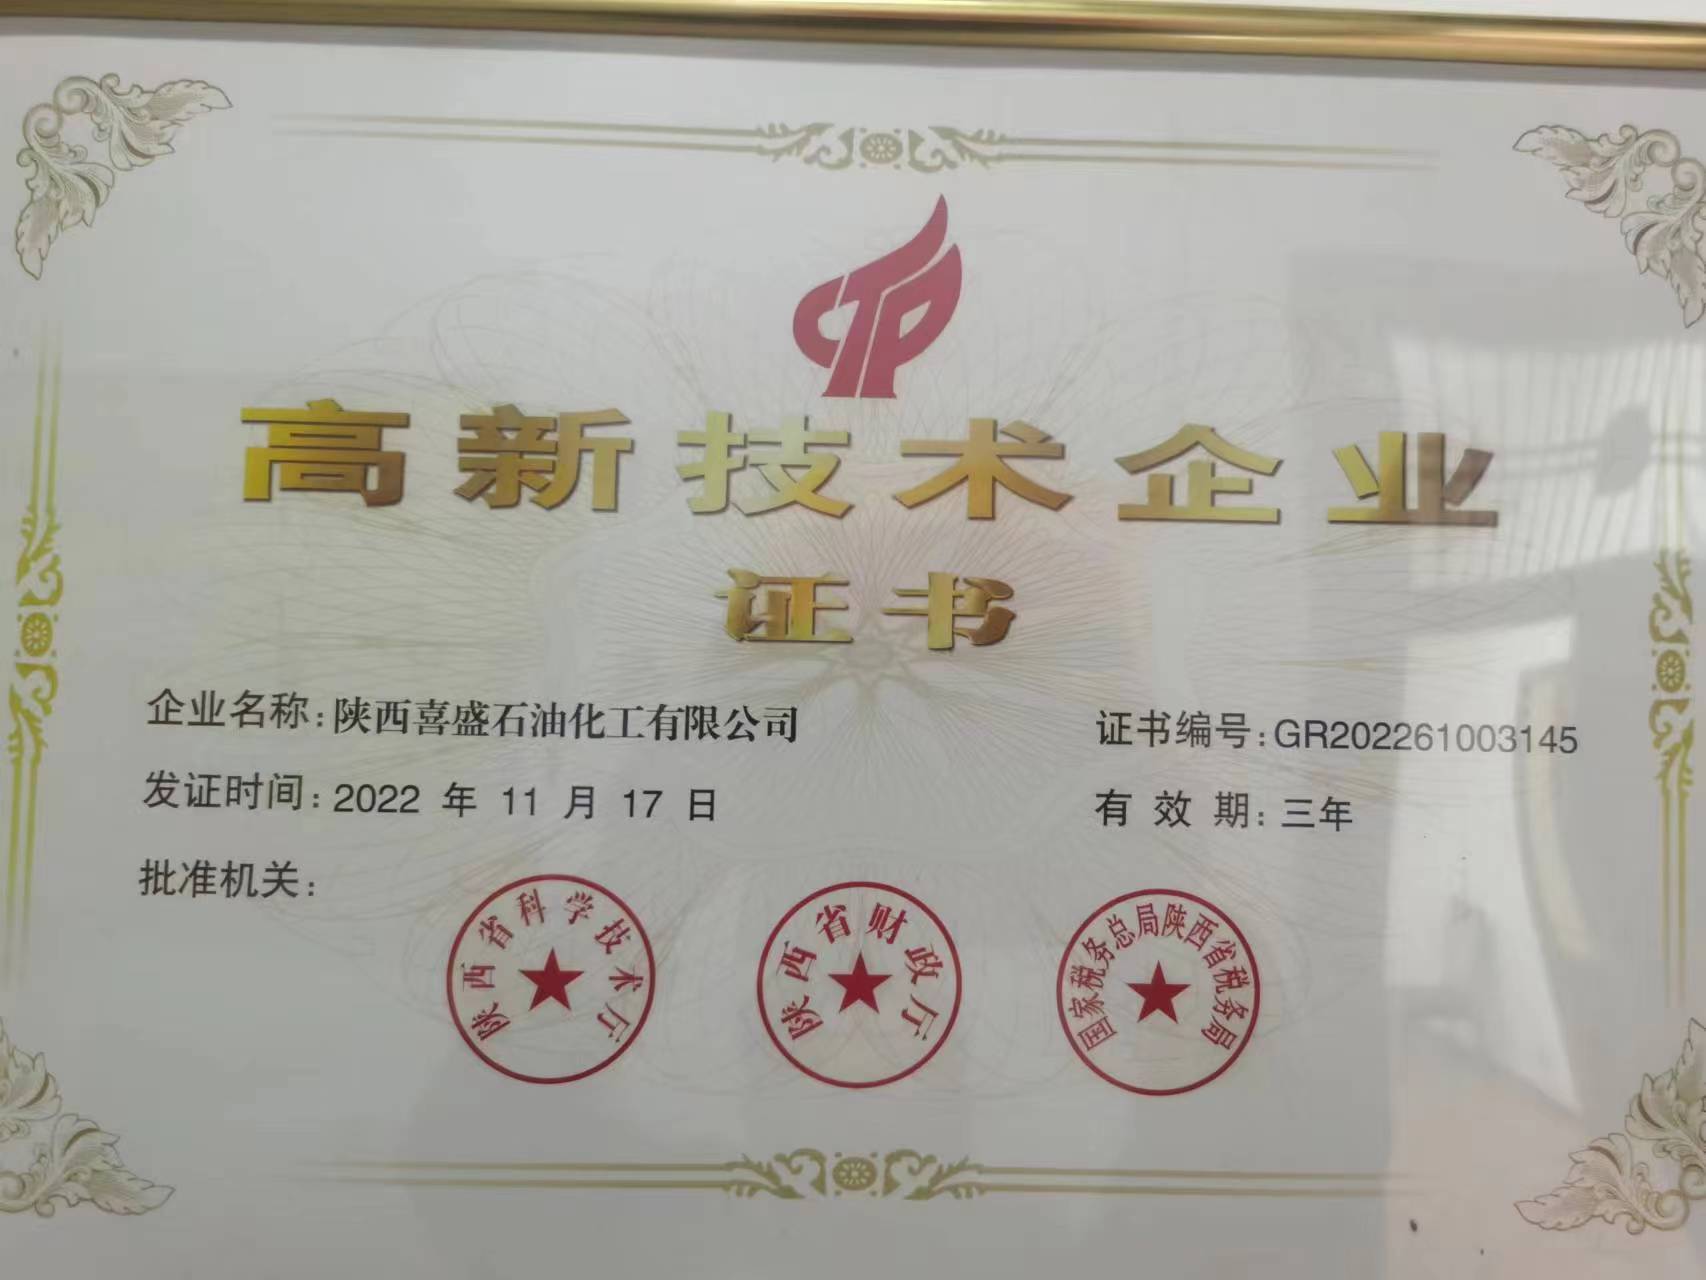 CTP
高新技术企业
证书
企业名称：陕西喜盛石油化工有限公司
证书编号：GR202261003145
发证时间：2022 年 11 月 17 日
有 效 期：三年
批准机关：
陕西省科学技术厅
陕西省财政厅
国家税务总局陕西省税务局